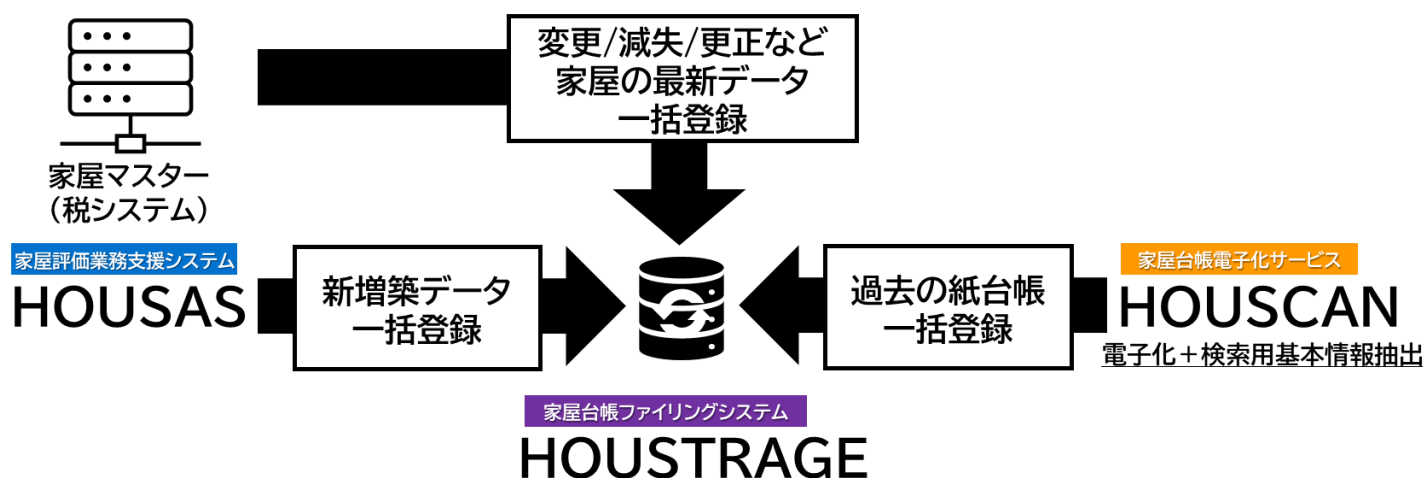 変更/減失/更正など
家屋の最新データ
一括登録
家屋マスター
（税システム）
家屋評価業務支援システム
HOUSAS
新増築データ
一括登録
過去の紙台帳
一括登録
家屋台帳電子化サービス
HOUSCAN
電子化＋検索用基本情報抽出
家屋台帳ファイリングシステム
HOUSTRAGE